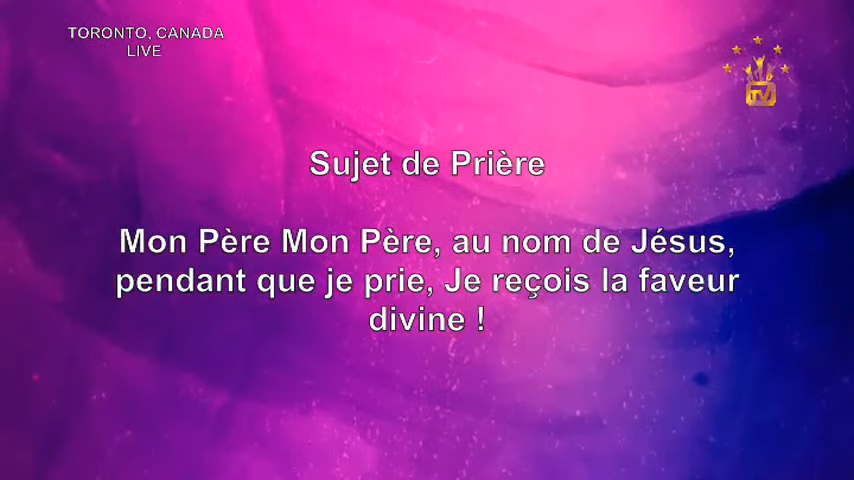 TORONTO, CANADA
LIVE
TV
Sujet de Prière
Mon Père Mon Père, au nom de Jésus,
pendant que je prie, Je reçois la faveur
divine !